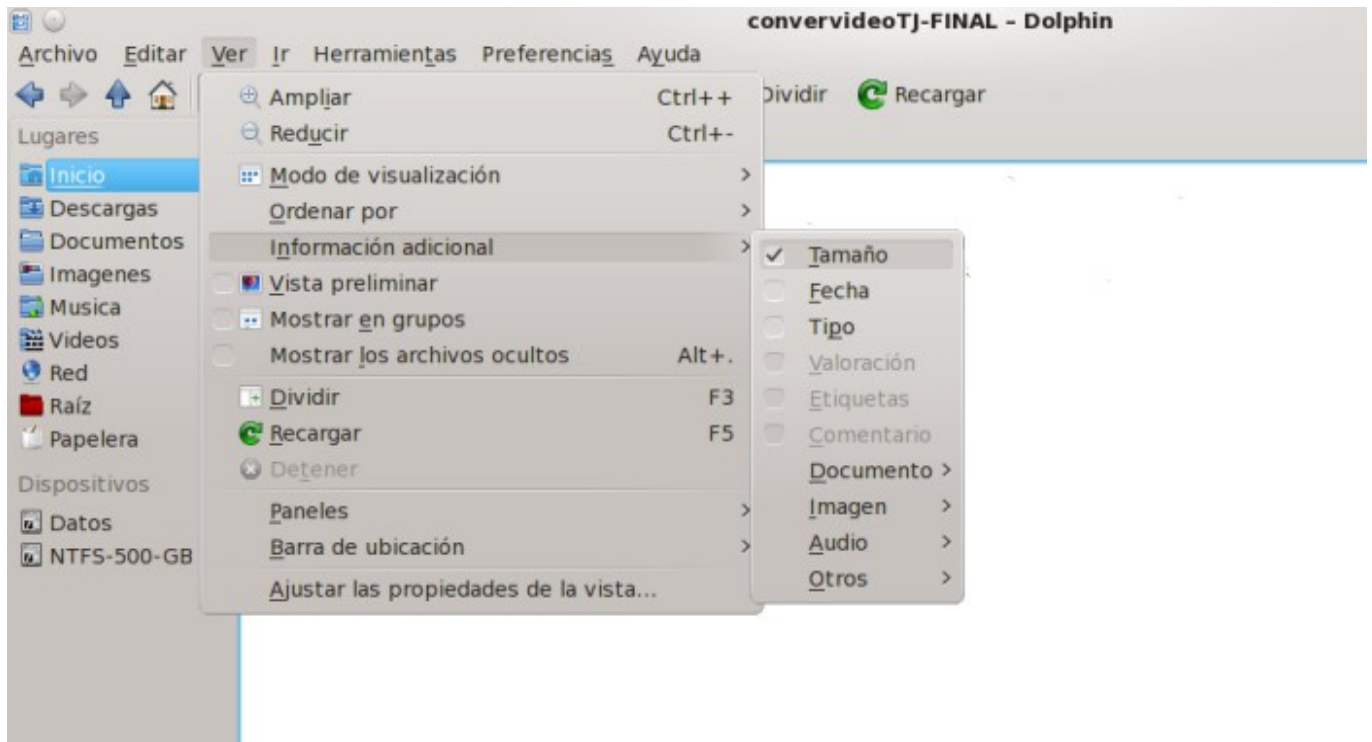 convervideoTJ-FINAL – Dolphin
Archivo Editar Ver Ir Herramientas Preferencias Ayuda
Dividir Recargar
Lugares
Inicio
Descargas
Documentos
Imagenes
Musica
Videos
Red
Raíz
Papelera
Dispositivos
Datos
NTFS-500-GB
Ampliar Ctrl++
Reducir Ctrl+-
Modo de visualización
Ordenar por
Información adicional
Vista preliminar
Mostrar en grupos
Mostrar los archivos ocultos Alt+.
Dividir F3
Recargar F5
Detener
Paneles
Barra de ubicación
Ajustar las propiedades de la vista...
Tamaño
Fecha
Tipo
Valoración
Etiquetas
Comentario
Documento
Imagen
Audio
Otros